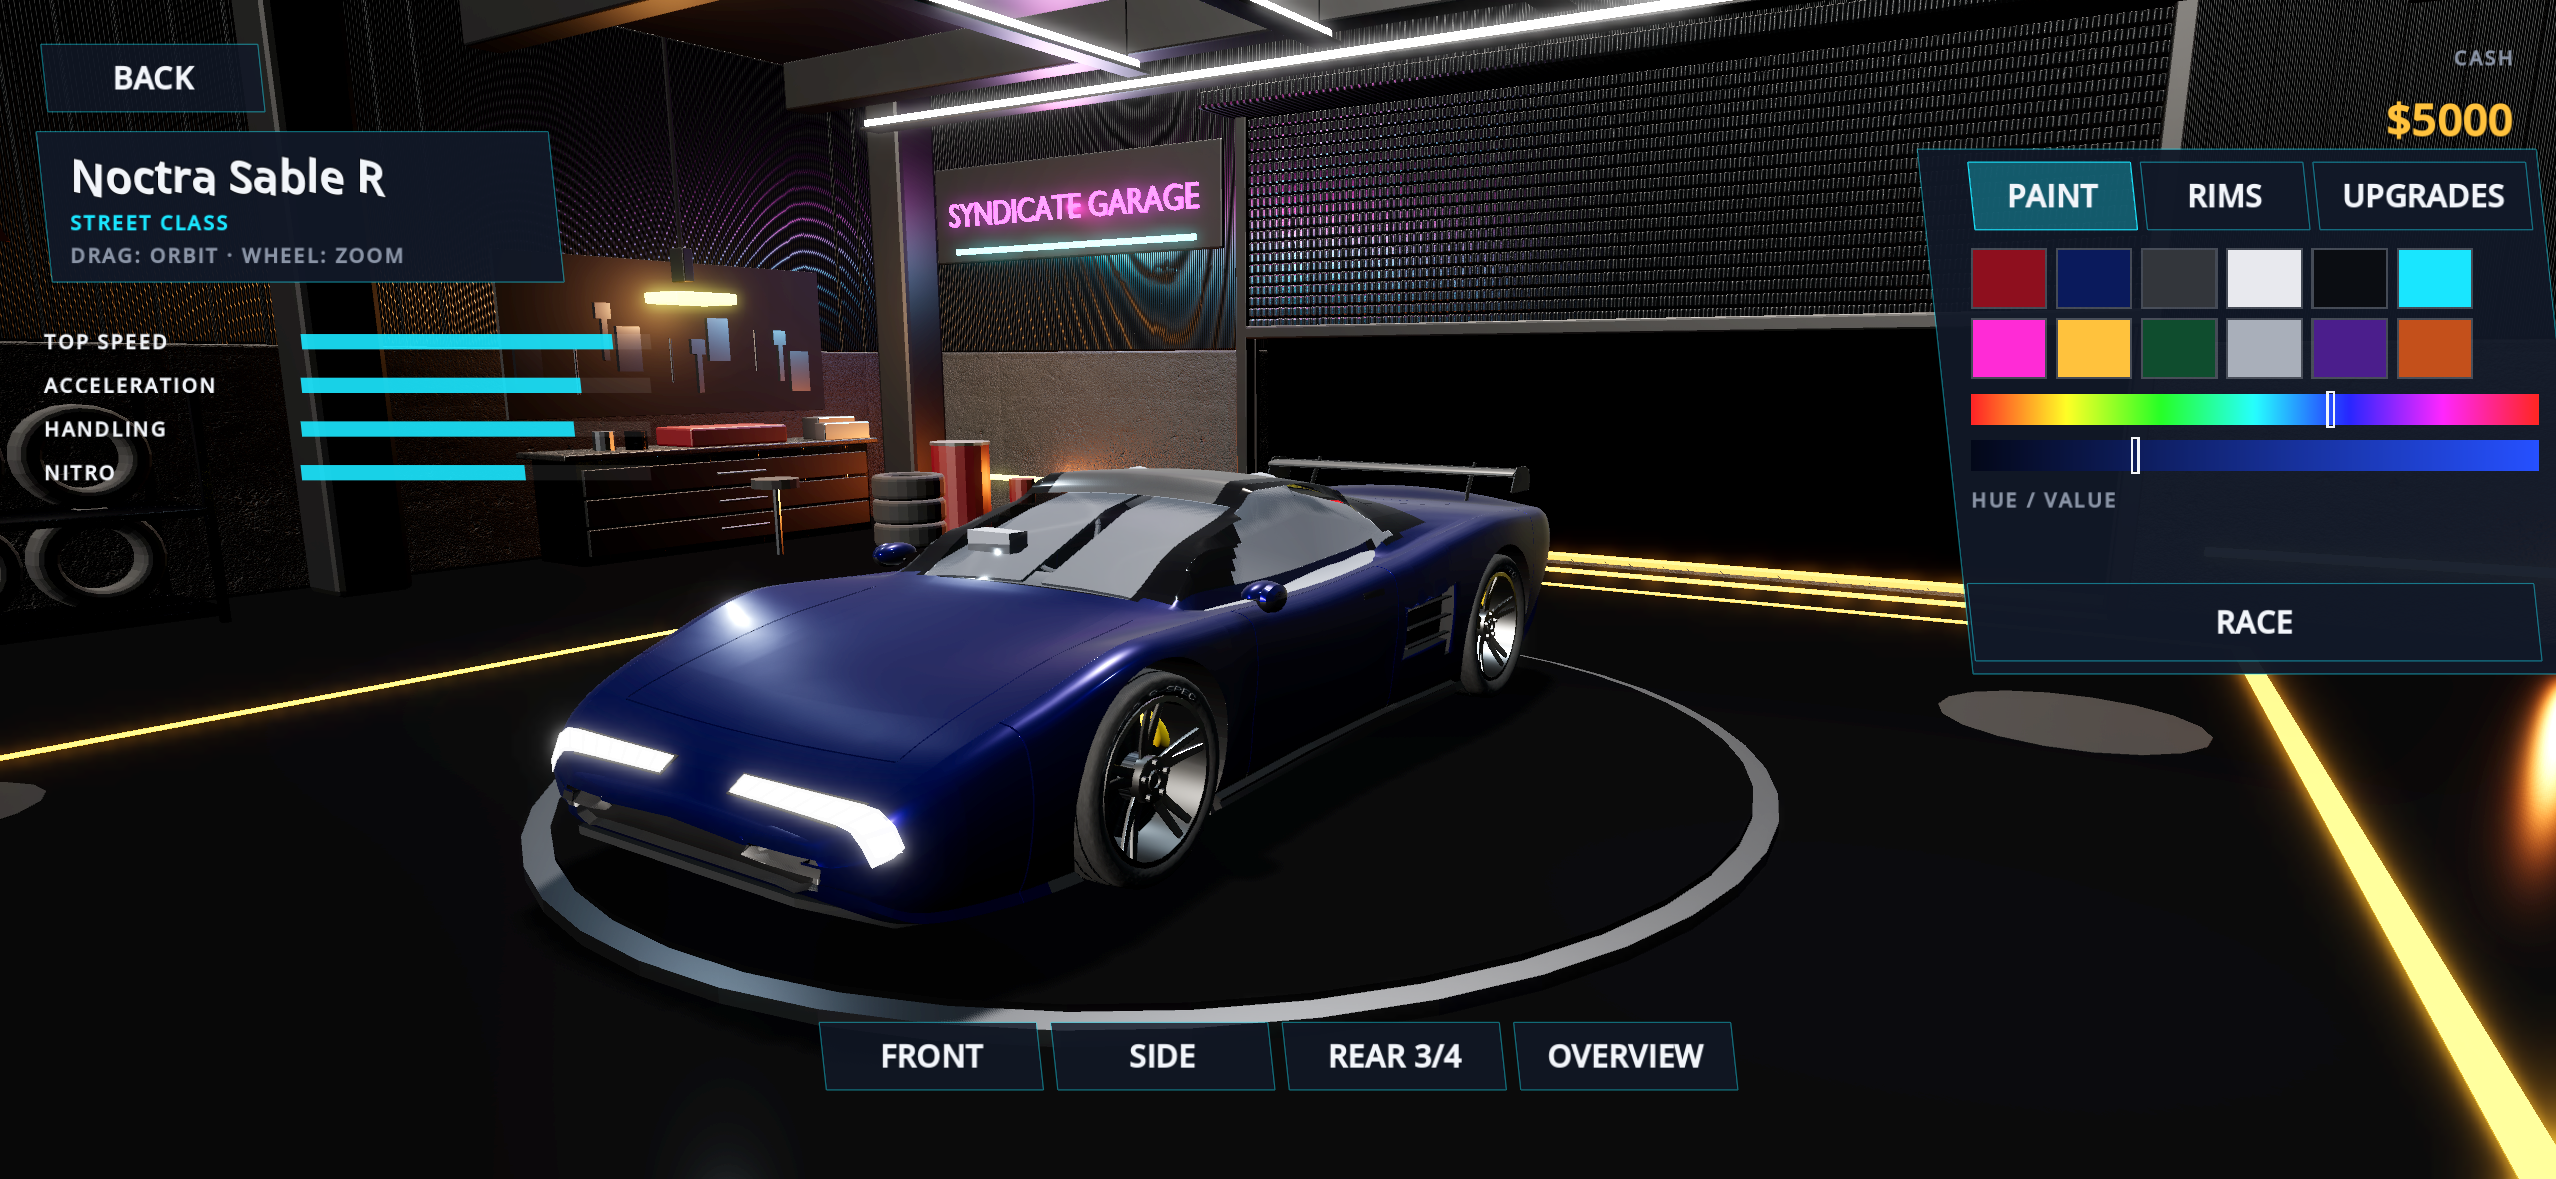 BACK
Noctra Sable R
STREET CLASS
DRAG: ORBIT · WHEEL: ZOOM
TOP SPEED
ACCELERATION
HANDLING
NITRO
SYNDICATE GARAGE
CASH
$5000
PAINT
RIMS
UPGRADES
HUE / VALUE
RACE
FRONT
SIDE
REAR 3/4
OVERVIEW